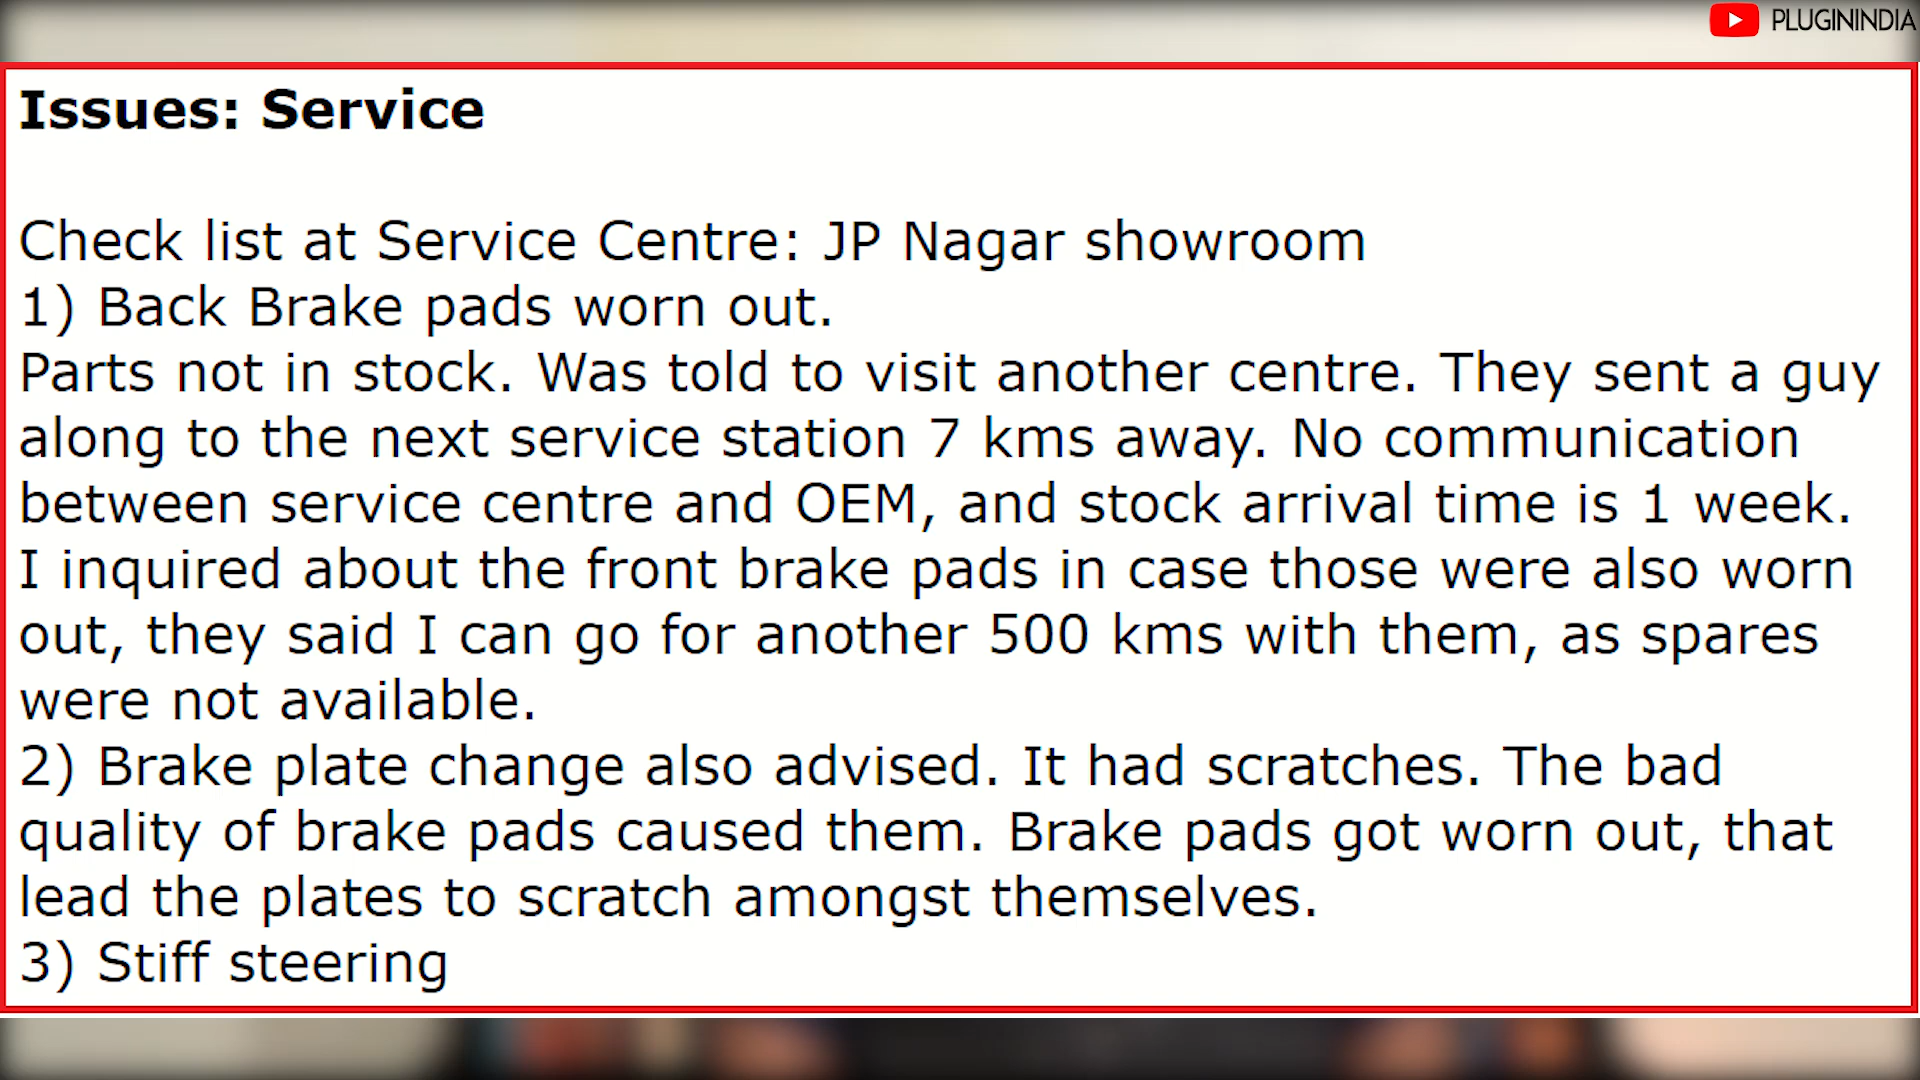 PLUGININDIA
Issues: Service
Check list at Service Centre: JP Nagar showroom
1) Back Brake pads worn out.
Parts not in stock. Was told to visit another centre. They sent a guy
along to the next service station 7 kms away. No communication
between service centre and OEM, and stock arrival time is 1 week.
I inquired about the front brake pads in case those were also worn
out, they said I can go for another 500 kms with them, as spares
were not available.
2) Brake plate change also advised. It had scratches. The bad
quality of brake pads caused them. Brake pads got worn out, that
lead the plates to scratch amongst themselves.
3) Stiff steering